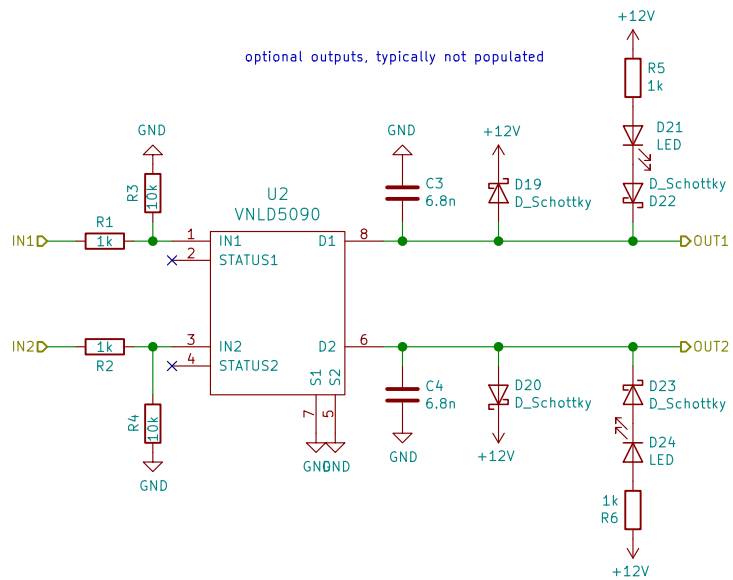 +12V
optional outputs, typically not populated
R5
1k
GND
GND
+12V
D21
LED
R3
10k
U2
VNLD5090
C3
6.8n
D19
D_Schottky
D_Schottky
D22
R1
IN1
1k
1
IN1
D1
8
OUT1
2
STATUS1
IN2
1k
3
IN2
D2
6
OUT2
R2
4
STATUS2
S1
S2
C4
6.8n
D20
D_Schottky
D23
D_Schottky
R4
10k
7
5
GND
GND
GND
+12V
D24
LED
GND
1k
R6
+12V